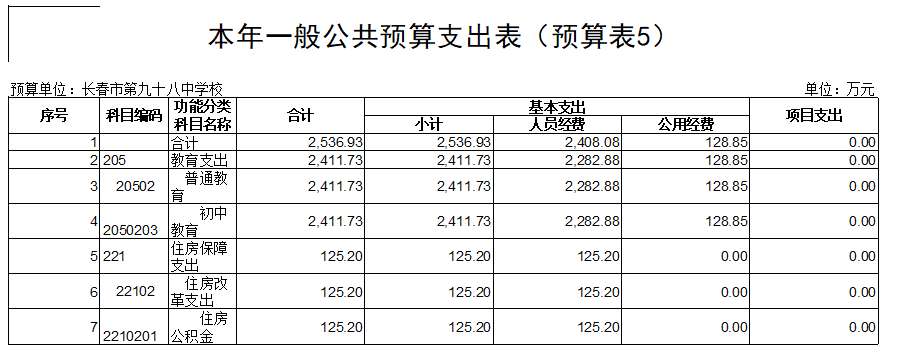 本年一般公共预算支出表（预算表5）
预算单位：长春市第九十八中学校 单位：万元
序号 科目编码 功能分类科目名称 合计 基本支出 项目支出
小计 人员经费 公用经费
1 合计 2,536.93 2,536.93 2,408.08 128.85 0.00
2 205 教育支出 2,411.73 2,411.73 2,282.88 128.85 0.00
3 20502 普通教育 2,411.73 2,411.73 2,282.88 128.85 0.00
4 2050203 初中教育 2,411.73 2,411.73 2,282.88 128.85 0.00
5 221 住房保障支出 125.20 125.20 125.20 0.00 0.00
6 22102 住房改革支出 125.20 125.20 125.20 0.00 0.00
7 2210201 住房公积金 125.20 125.20 125.20 0.00 0.00